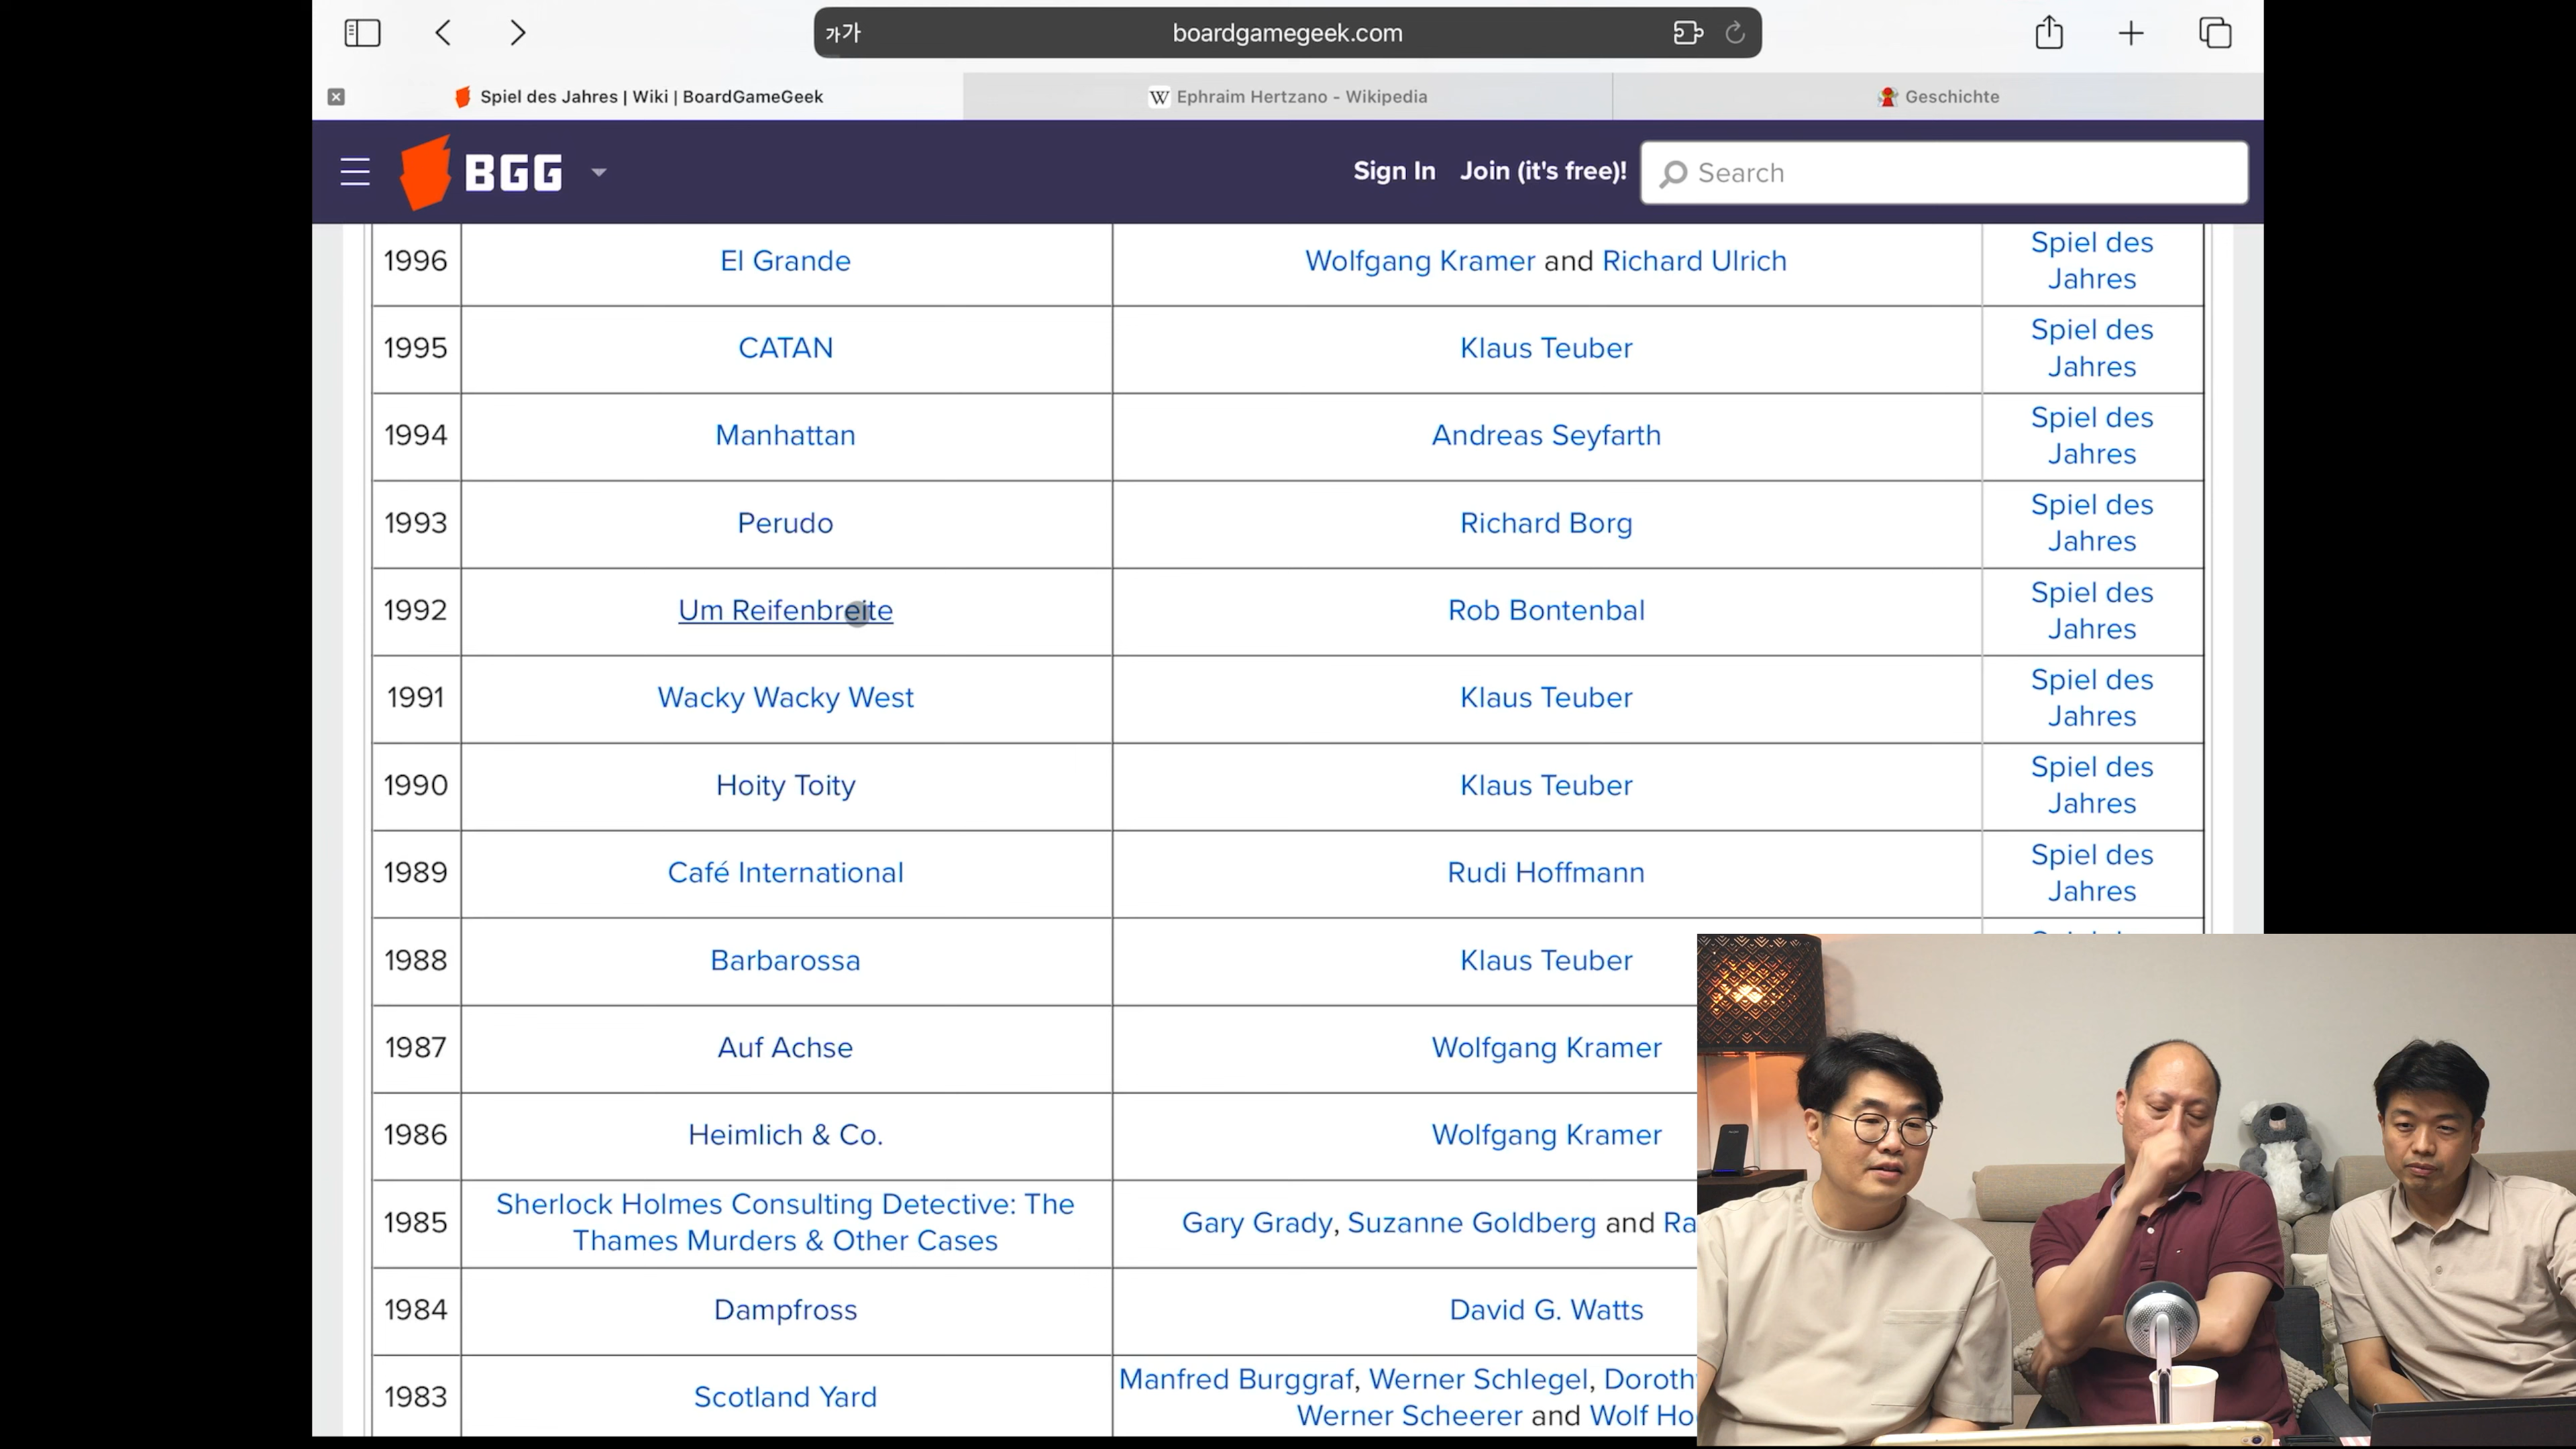 가가 boardgamegeek.com
Spiel des Jahres | Wiki | BoardGameGeek
W Ephraim Hertzano - Wikipedia
Geschichte
BGG Sign In Join (it's free)! Search
1996 El Grande Wolfgang Kramer and Richard Ulrich Spiel des
Jahres
1995 CATAN Klaus Teuber Spiel des
Jahres
1994 Manhattan Andreas Seyfarth Spiel des
Jahres
1993 Perudo Richard Borg Spiel des
Jahres
1992 Um Reifenbreite Rob Bontenbal Spiel des
Jahres
1991 Wacky Wacky West Klaus Teuber Spiel des
Jahres
1990 Hoity Toity Klaus Teuber Spiel des
Jahres
1989 Café International Rudi Hoffmann Spiel des
Jahres
1988 Barbarossa Klaus Teuber
1987 Auf Achse Wolfgang Kramer
1986 Heimlich & Co. Wolfgang Kramer
1985 Sherlock Holmes Consulting Detective: The
Thames Murders & Other Cases
Gary Grady, Suzanne Goldberg and Ra
1984 Dampfross David G. Watts
1983 Scotland Yard Manfred Burggraf, Werner Schlegel, Doroth
Werner Scheerer and Wolf Ho